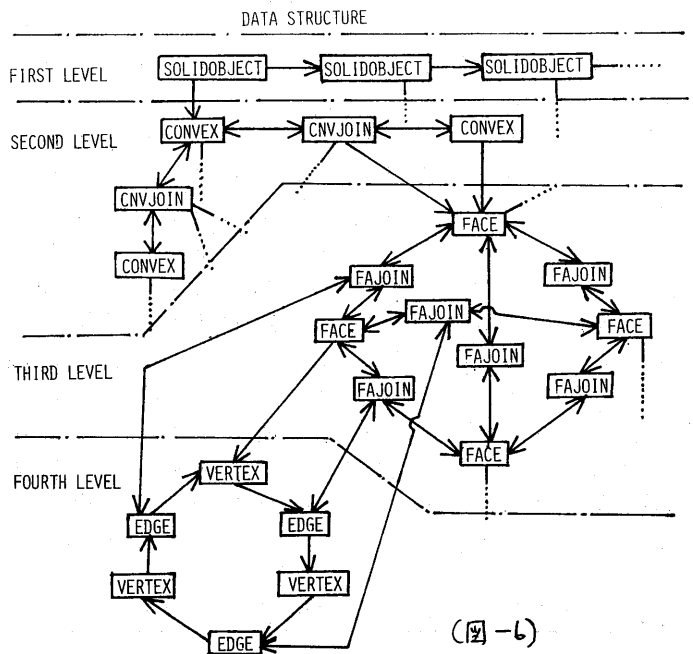 DATA STRUCTURE
FIRST LEVEL
SOLIDOBJECT
SOLIDOBJECT
SOLIDOBJECT
SECOND LEVEL
CONVEX
CNVJOIN
CONVEX
CNVJOIN
CONVEX
FACE
FAJOIN
FAJOIN
FACE
FAJOIN
FACE
FAJOIN
THIRD LEVEL
FAJOIN
FAJOIN
FACE
FOURTH LEVEL
VERTEX
EDGE
EDGE
VERTEX
VERTEX
EDGE
(図-6)